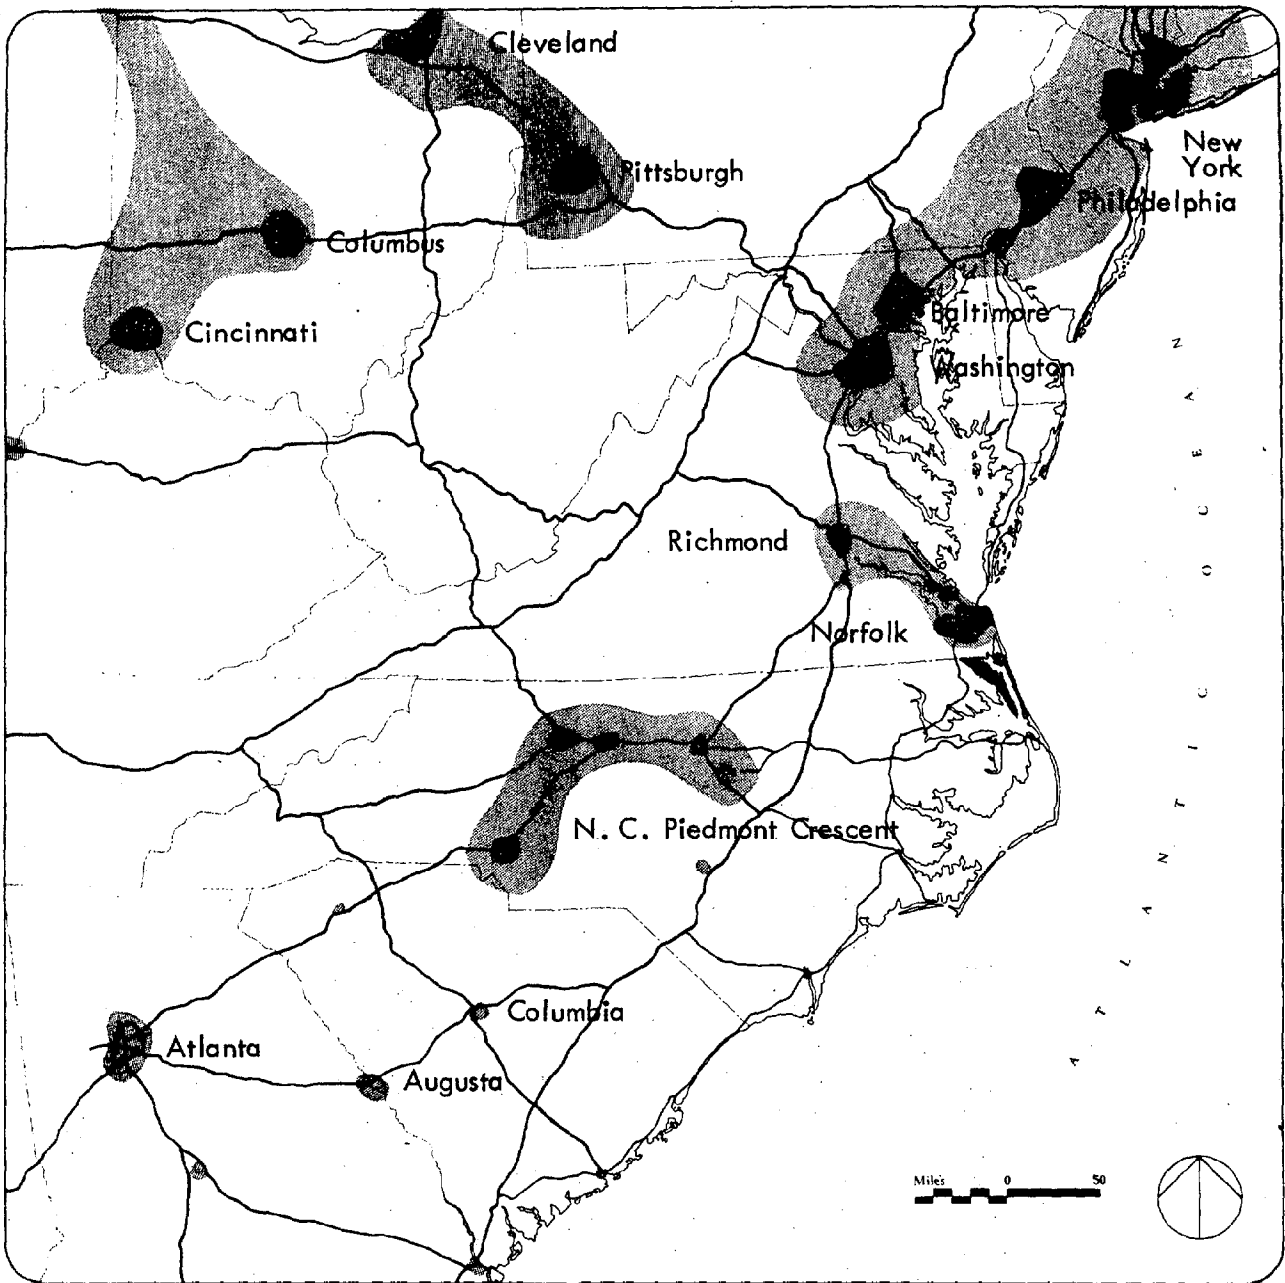 Cleveland
New
York
Pittsburgh
Philadelphia
Columbus
Baltimore
Cincinnati
Washington
Richmond
Norfolk
N. C. Piedmont Crescent
Columbia
Atlanta
Augusta
ATLANTIC OCEAN
Miles 0 50